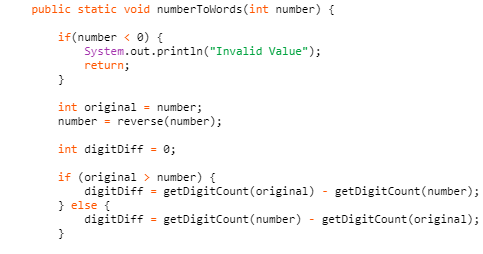 public static void numberToWords(int number) {
if(number < 0) {
System.out.println("Invalid Value");
return;
}
int original = number;
number = reverse(number);
int digitDiff = 0;
if (original > number) {
digitDiff = getDigitCount(original) - getDigitCount(number);
} else {
digitDiff = getDigitCount(number) - getDigitCount(original);
}